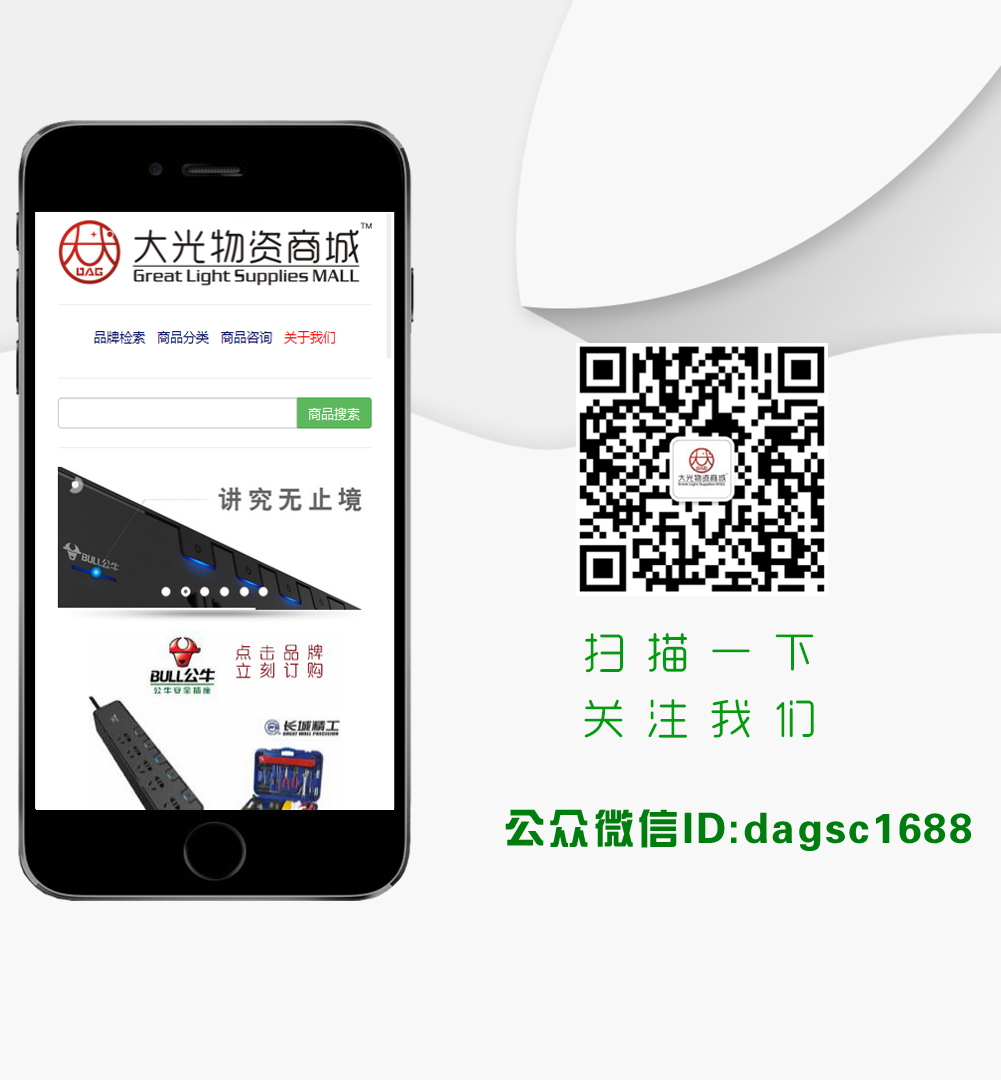 大光物资商城™
Great Light Supplies MALL
DAG
品牌检索 商品分类 商品咨询 关于我们
商品搜索
讲究无止境
BULL公牛
BULL公牛
公牛安全插座
点击品牌
立刻订购
长城精工
GREAT WALL PRECISION
大光物资商城
Great Light Supplies MALL
扫描一下
关注我们
公众微信ID:dagsc1688